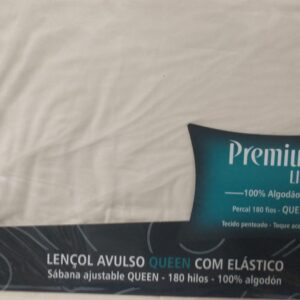 Premiu
LI
100% Algodão
Percal 180 fios - QUE
Tecido penteado - Toque ac
LENÇOL AVULSO QUEEN COM ELÁSTICO
Sábana ajustable QUEEN - 180 hilos - 100% algodón